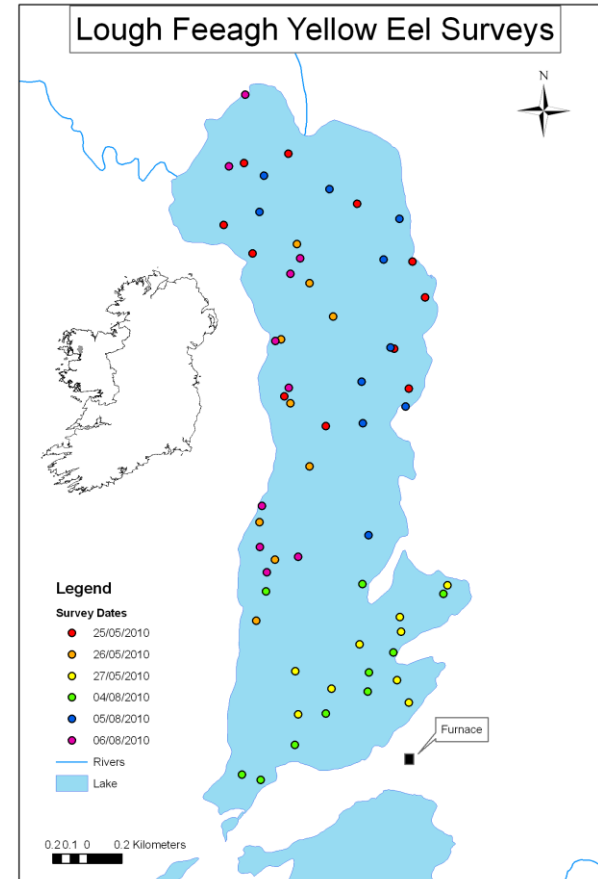 Lough Feeagh Yellow Eel Surveys
N
Legend
Survey Dates
25/05/2010
26/05/2010
27/05/2010
04/08/2010
05/08/2010
06/08/2010
Rivers
Lake
Furnace
0.2 0.1 0 0.2 Kilometers